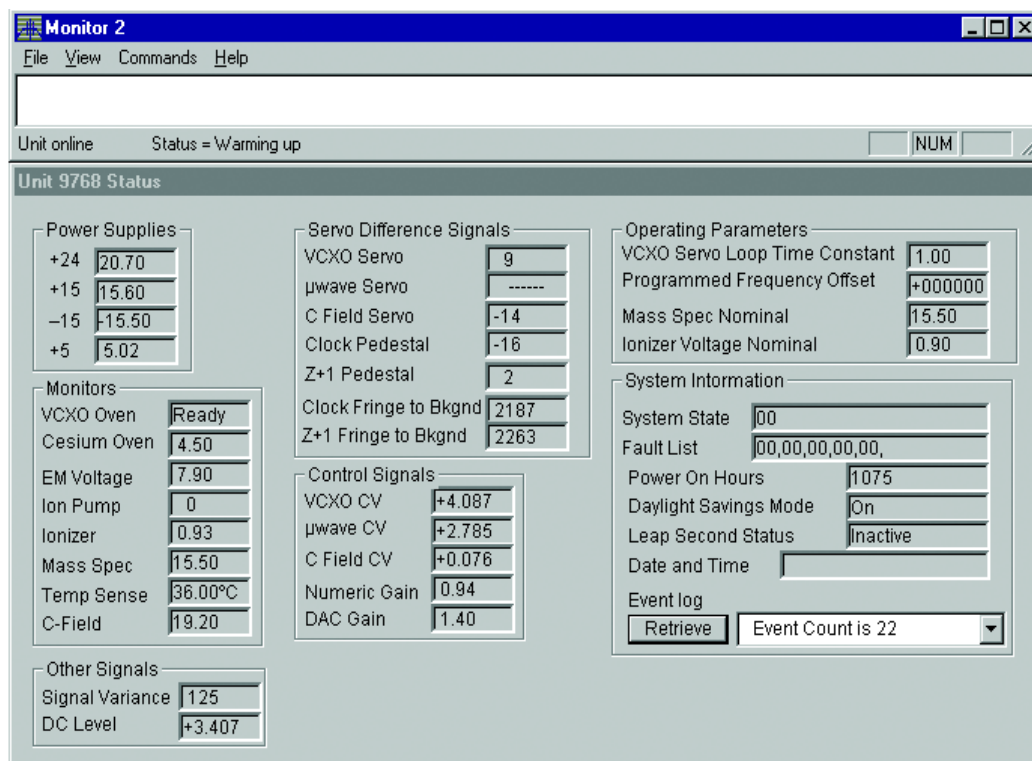 Monitor 2
File View Commands Help
Unit online Status = Warming up NUM
Unit 9768 Status
Power Supplies
+24 20.70
+15 15.60
–15 -15.50
+5 5.02
Monitors
VCXO Oven Ready
Cesium Oven 4.50
EM Voltage 7.90
Ion Pump 0
Ionizer 0.93
Mass Spec 15.50
Temp Sense 36.00°C
C-Field 19.20
Other Signals
Signal Variance 125
DC Level +3.407
Servo Difference Signals
VCXO Servo 9
µwave Servo ------
C Field Servo -14
Clock Pedestal -16
Z+1 Pedestal 2
Clock Fringe to Bkgnd 2187
Z+1 Fringe to Bkgnd 2263
Control Signals
VCXO CV +4.087
µwave CV +2.785
C Field CV +0.076
Numeric Gain 0.94
DAC Gain 1.40
Operating Parameters
VCXO Servo Loop Time Constant 1.00
Programmed Frequency Offset +000000
Mass Spec Nominal 15.50
Ionizer Voltage Nominal 0.90
System Intormation
System State 00
Fault List 00,00,00,00,00,
Power On Hours 1075
Daylight Savings Mode On
Leap Second Status Inactive
Date and Time
Event log
Retrieve Event Count is 22